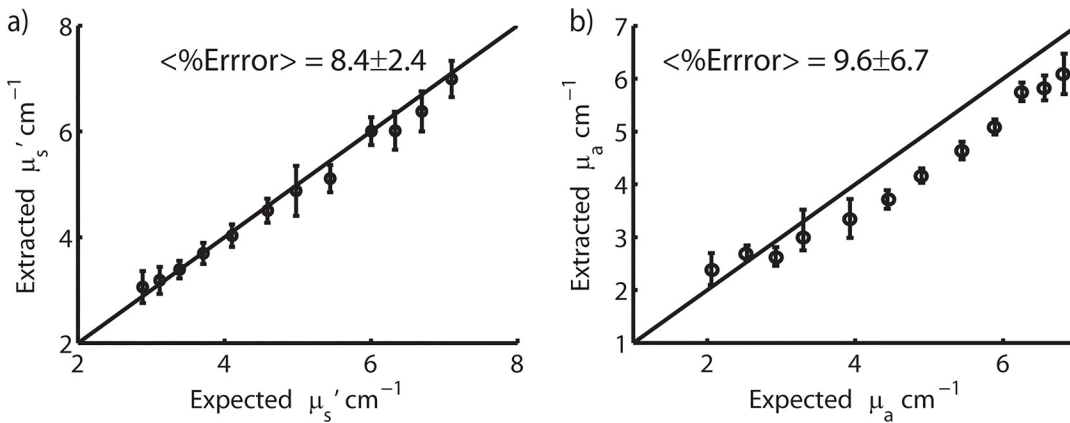 a)
<%Errror> = 8.4±2.4
8
6
4
2
2
4
6
8
Extracted μs′ cm−1
Expected μs′ cm−1
b)
<%Errror> = 9.6±6.7
7
6
5
4
3
2
1
2
4
6
Extracted μa cm−1
Expected μa cm−1